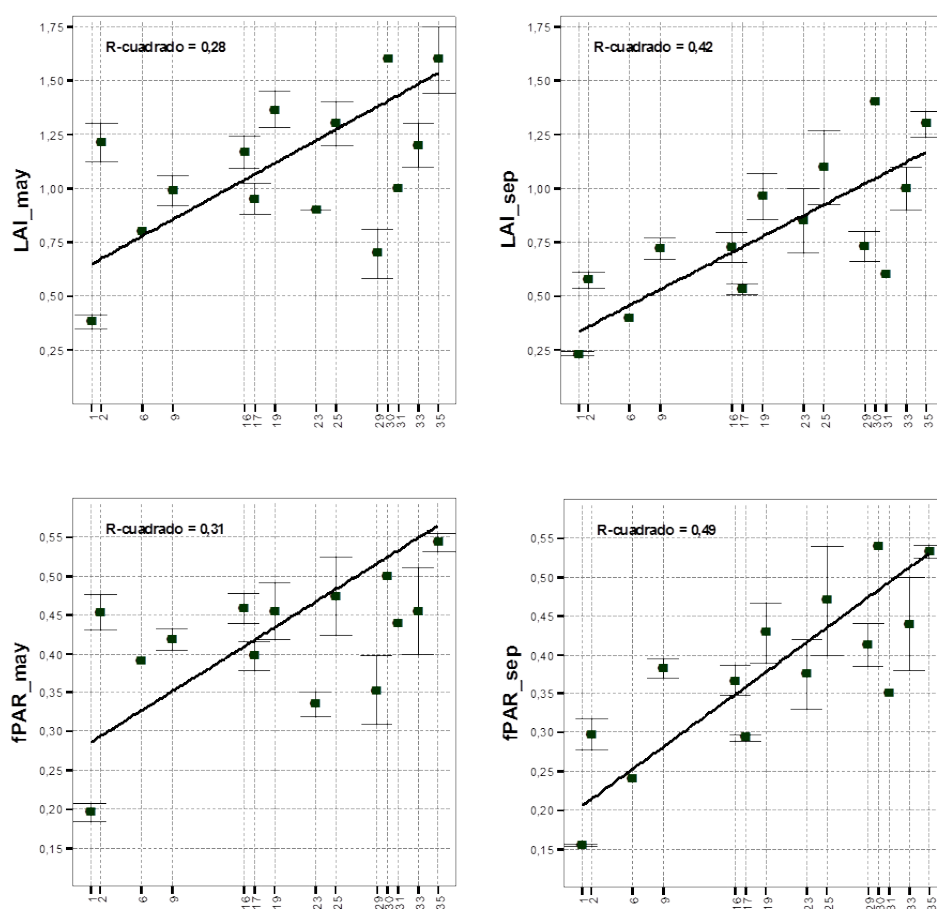 R-cuadrado = 0,28
LAI_may
1,75
1,50
1,25
1,00
0,75
0,50
0,25
1 2 6 9 16 17 19 23 25 29 30 31 33 35
R-cuadrado = 0,42
LAI_sep
1,75
1,50
1,25
1,00
0,75
0,50
0,25
1 2 6 9 16 17 19 23 25 29 30 31 33 35
R-cuadrado = 0,31
fPAR_may
0,55
0,50
0,45
0,40
0,35
0,30
0,25
0,20
0,15
1 2 6 9 16 17 19 23 25 29 30 31 33 35
R-cuadrado = 0,49
fPAR_sep
0,55
0,50
0,45
0,40
0,35
0,30
0,25
0,20
0,15
1 2 6 9 16 17 19 23 25 29 30 31 33 35